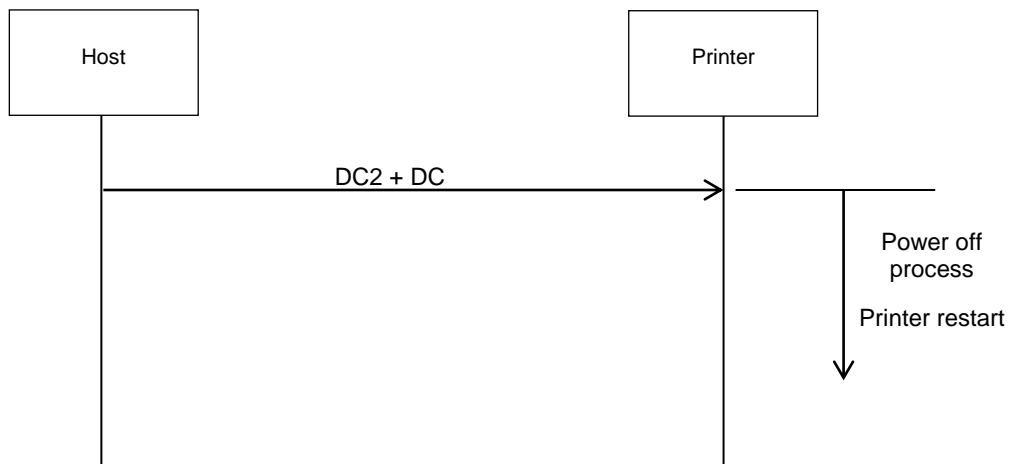 Host
Printer
DC2 + DC
Power off
process
Printer restart